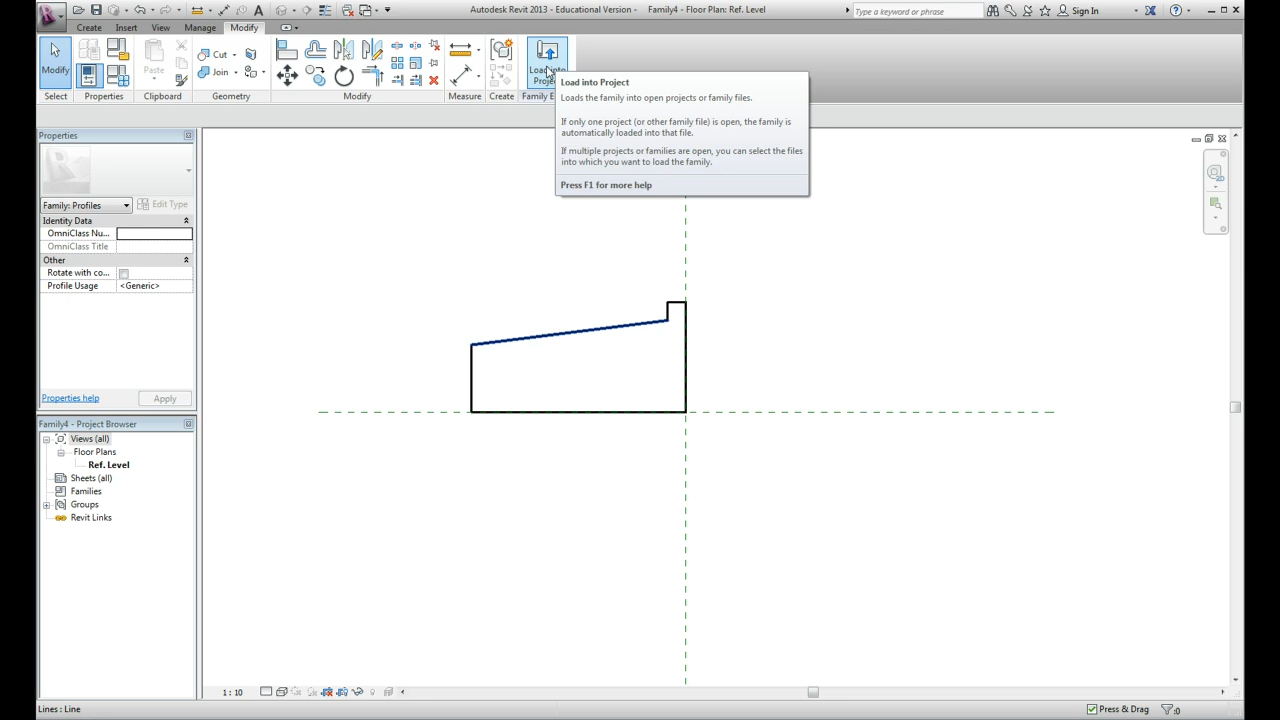 Autodesk Revit 2013 - Educational Version - Family4 - Floor Plan: Ref. Level
Type a keyword or phrase
Sign In
Create Insert View Manage Modify
Modify
Paste
Cut
Join
Load into
Project
Select Properties Clipboard Geometry Modify Measure Create Family E
Load into Project
Loads the family into open projects or family files.
If only one project (or other family file) is open, the family is
automatically loaded into that file.
If multiple projects or families are open, you can select the files
into which you want to load the family.
Press F1 for more help
Properties
Family: Profiles
Edit Type
Identity Data
OmniClass Nu...
OmniClass Title
Other
Rotate with co...
Profile Usage <Generic>
Properties help
Apply
Family4 - Project Browser
Views (all)
Floor Plans
Ref. Level
Sheets (all)
Families
Groups
Revit Links
1 : 10
Lines : Line
Press & Drag
:0